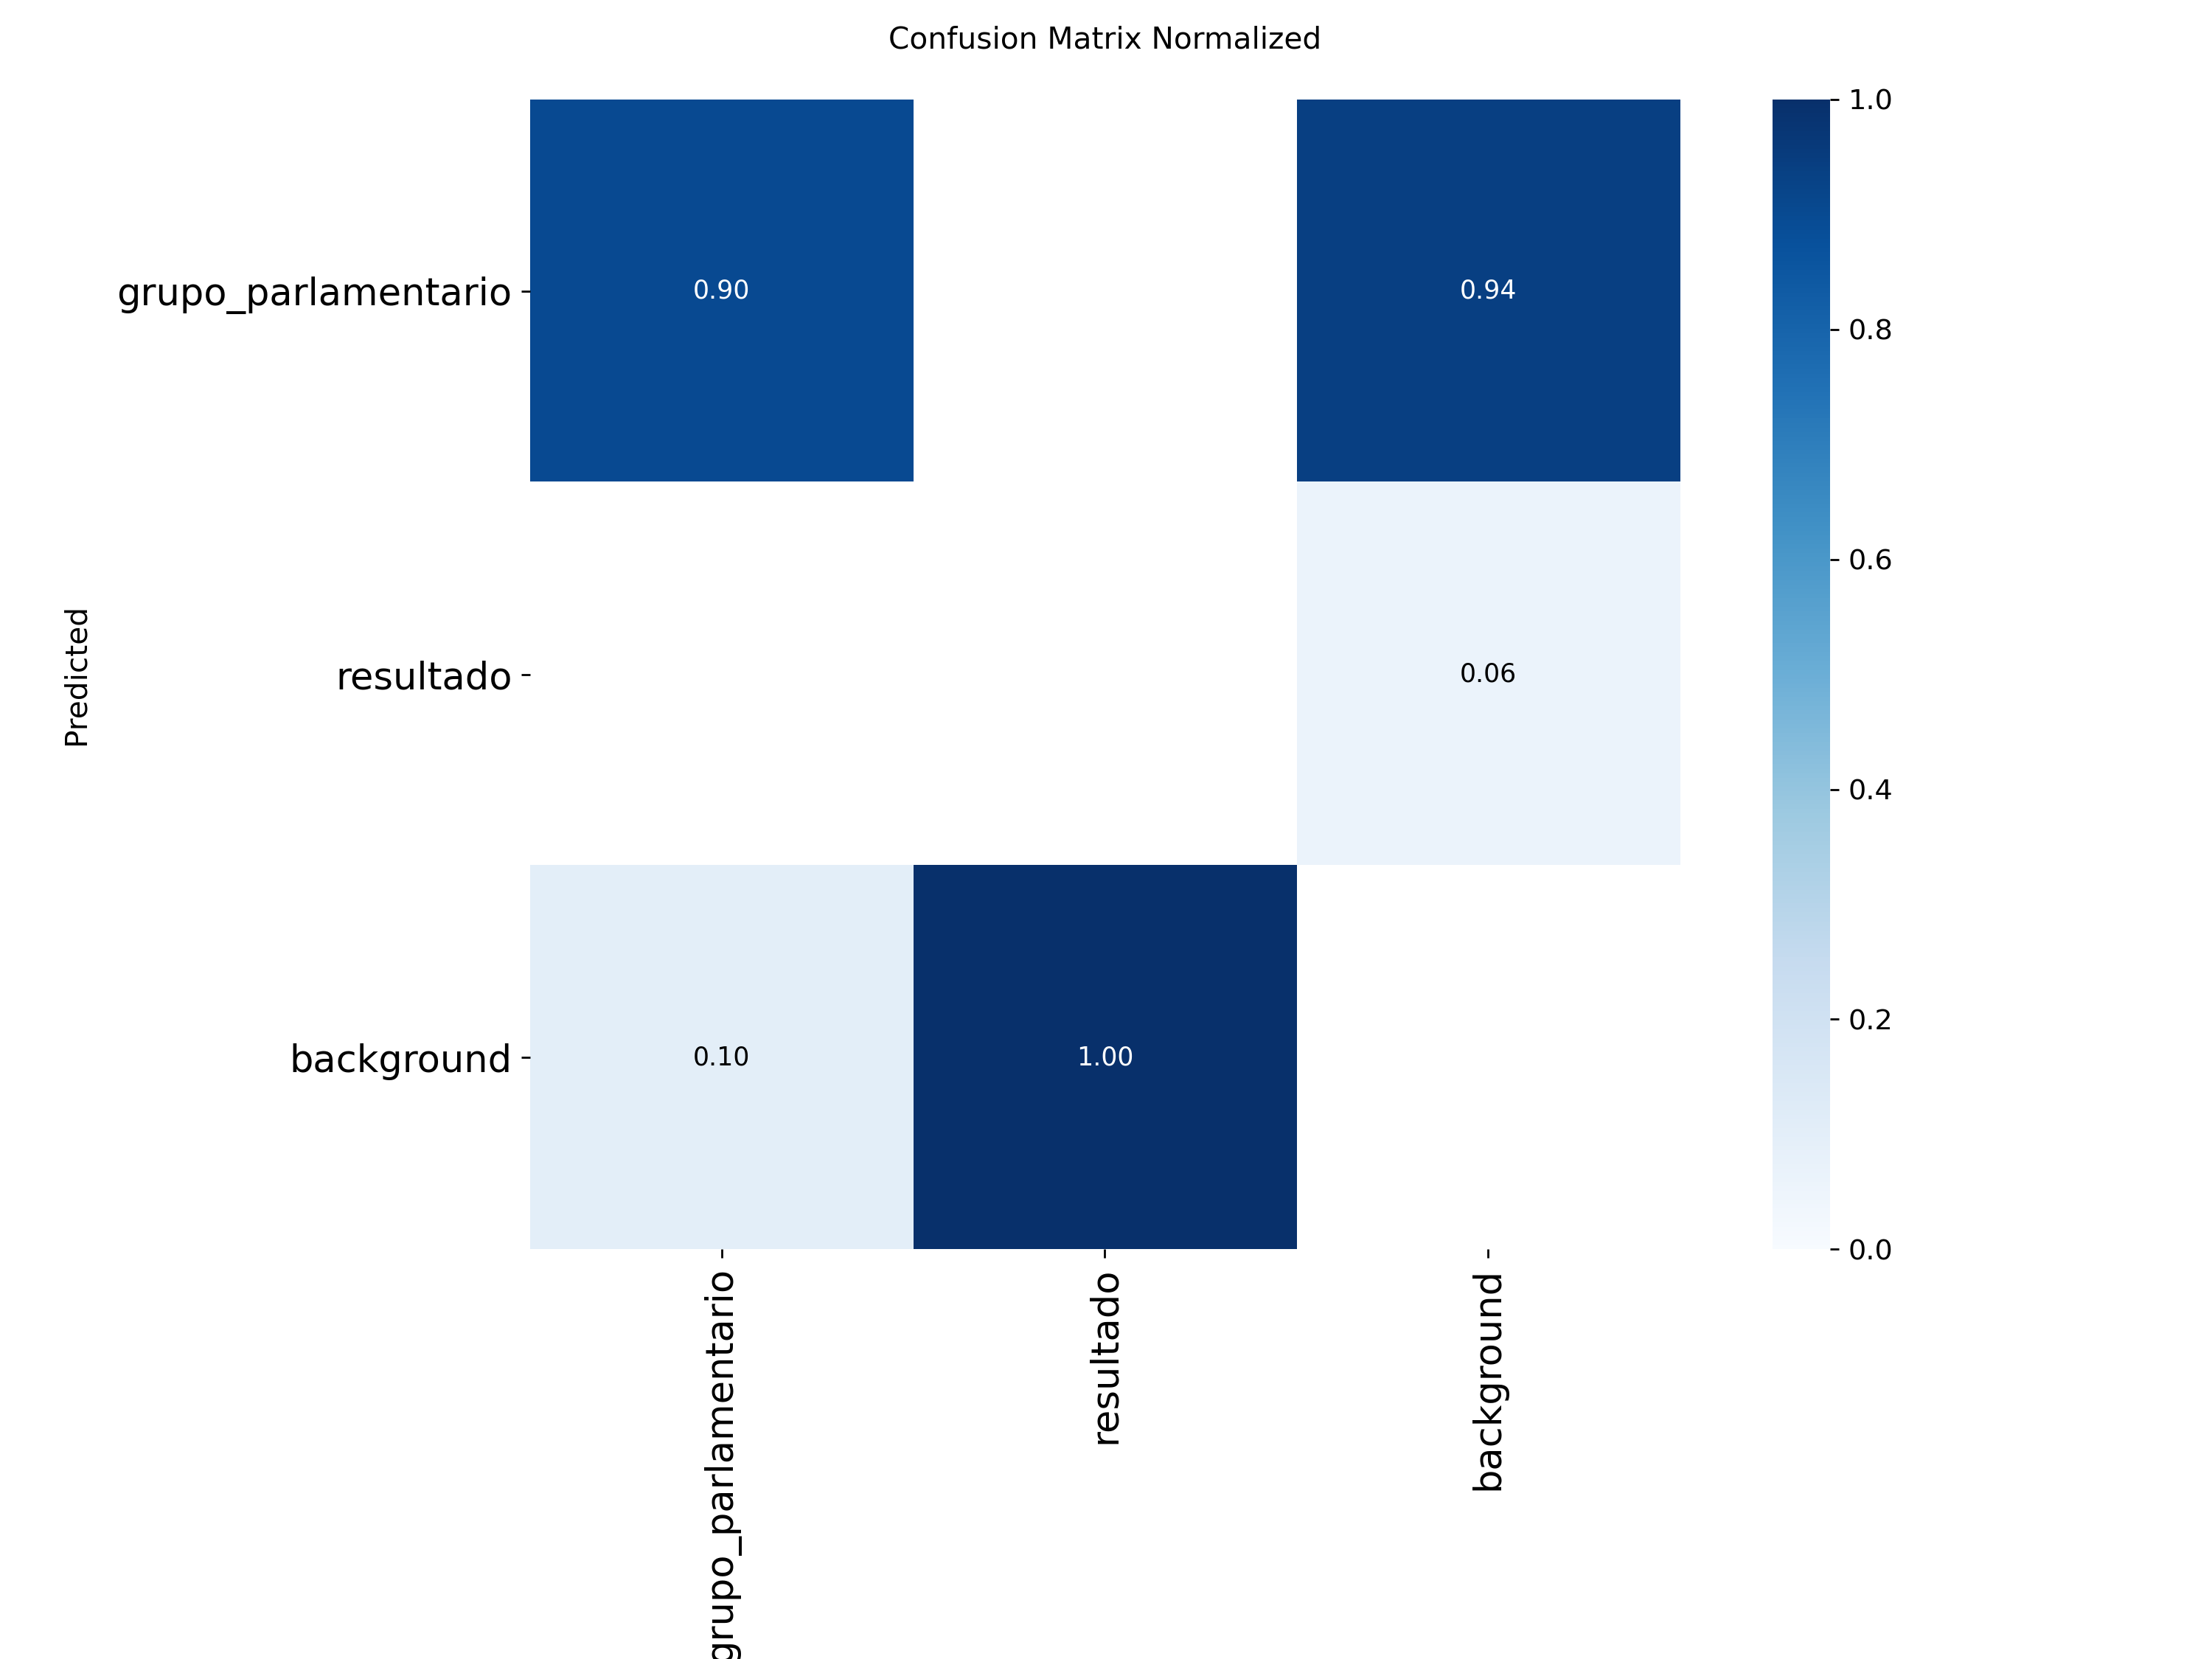 Confusion Matrix Normalized
Predicted
grupo_parlamentario
resultado
background
0.90
0.94
0.06
0.10
1.00
grupo_parlamentario
resultado
background
1.0
0.8
0.6
0.4
0.2
0.0